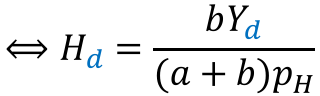 ⟺ H_d = bY_d / (a + b)p_H